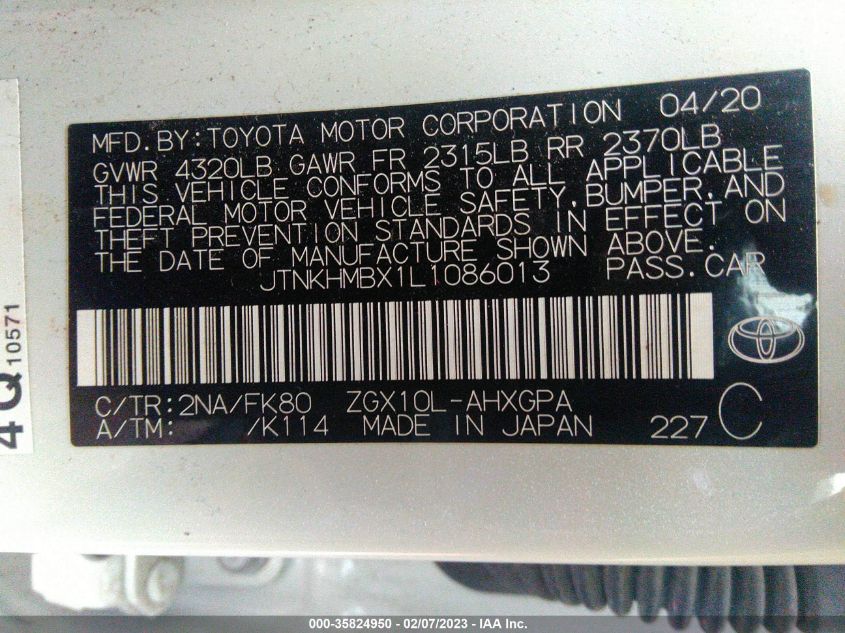 MFD.BY:TOYOTA MOTOR CORPORATION 04/20
GVWR 4320LB GAWR FR 2315LB RR 2370LB
THIS VEHICLE CONFORMS TO ALL APPLICABLE
FEDERAL MOTOR VEHICLE SAFETY,BUMPER,AND
THEFT PREVENTION STANDARDS IN EFFECT ON
THE DATE OF MANUFACTURE SHOWN ABOVE.
JTNKHMBX1L1086013 PASS.CAR
C/TR:2NA/FK80 ZGX10L-AHXGPA
A/TM: /K114 MADE IN JAPAN 227 C
4Q 10571
000-35824950 - 02/07/2023 - IAA Inc.